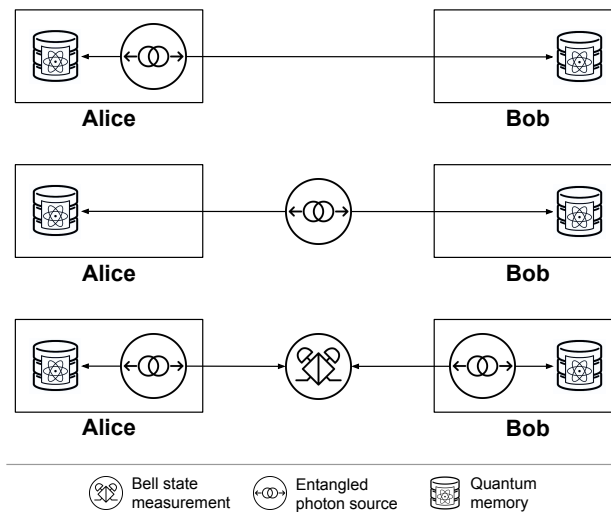 Alice
Bob
Alice
Bob
Alice
Bob
Bell state
measurement
Entangled
photon source
Quantum
memory